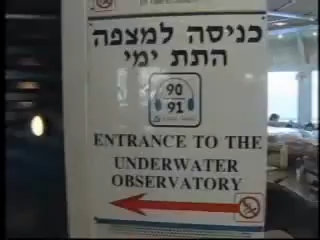 כניסה למצפה
התת ימי
90
91
ENTRANCE TO THE
UNDERWATER
OBSERVATORY